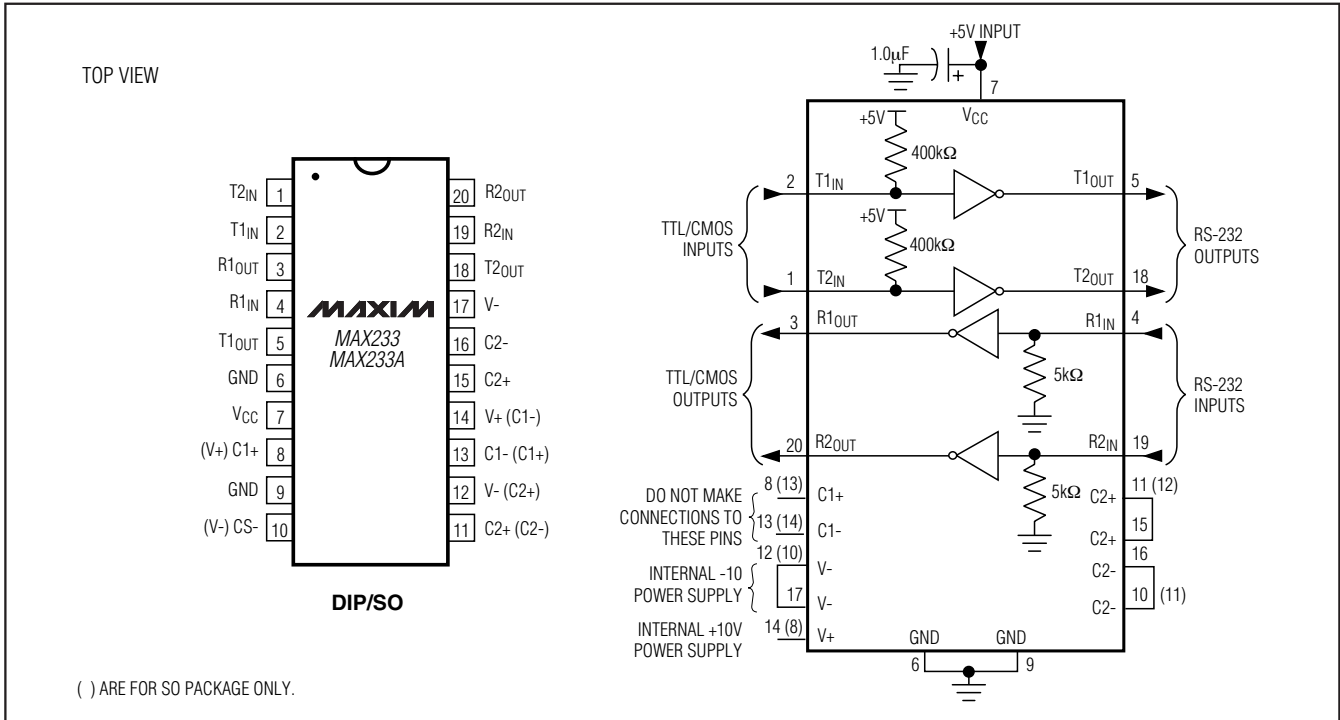 TOP VIEW
T2IN 1
T1IN 2
R1OUT 3
R1IN 4
T1OUT 5
GND 6
VCC 7
(V+) C1+ 8
GND 9
(V-) CS- 10
20 R2OUT
19 R2IN
18 T2OUT
17 V-
16 C2-
15 C2+
14 V+ (C1-)
13 C1- (C1+)
12 V- (C2+)
11 C2+ (C2-)
MAXIM
MAX233
MAX233A
DIP/SO
( ) ARE FOR SO PACKAGE ONLY.
+5V INPUT
1.0µF
+
7
VCC
+5V
400kΩ
2 T1IN
T1OUT 5
+5V
400kΩ
1 T2IN
T2OUT 18
TTL/CMOS
INPUTS
RS-232
OUTPUTS
3 R1OUT
R1IN 4
5kΩ
20 R2OUT
R2IN 19
5kΩ
TTL/CMOS
OUTPUTS
RS-232
INPUTS
DO NOT MAKE
CONNECTIONS TO
THESE PINS
8 (13) C1+
13 (14) C1-
INTERNAL -10
POWER SUPPLY
12 (10) V-
17 V-
INTERNAL +10V
POWER SUPPLY
14 (8) V+
C2+ 11 (12)
C2+ 15
C2- 16
C2- 10 (11)
GND GND
6 9